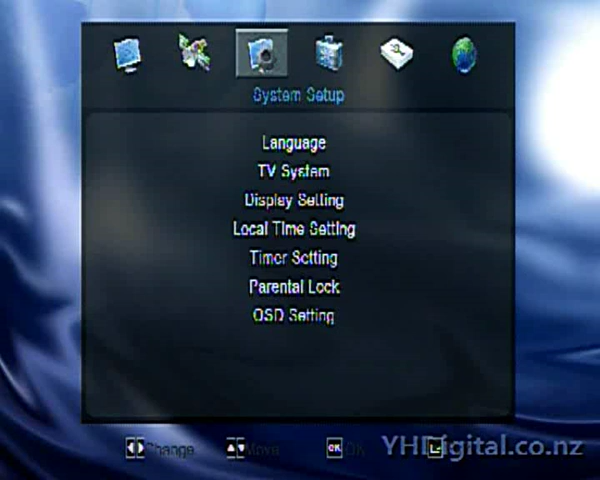 System Setup
Language
TV System
Display Setting
Local Time Setting
Timer Setting
Parental Lock
OSD Setting
Change Move OK OK
YHDigital.co.nz